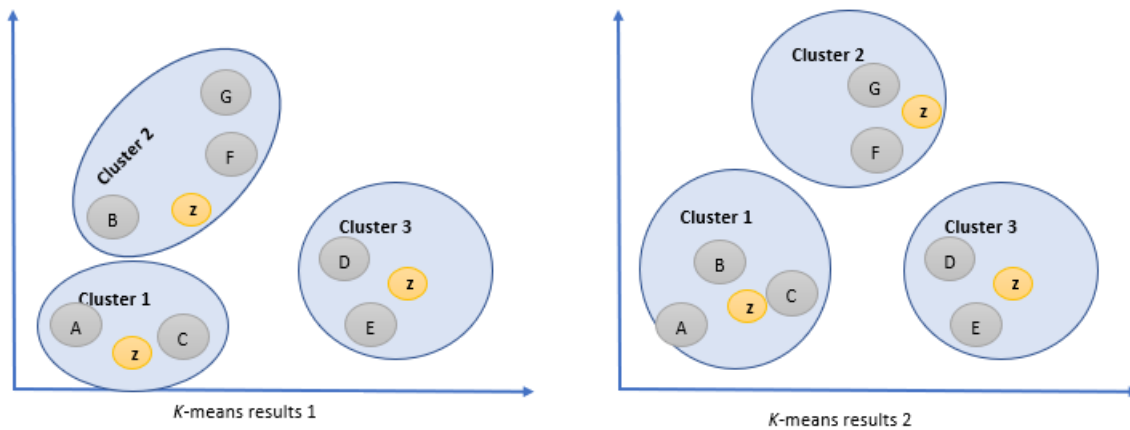 G
Cluster 2
F
B
z
Cluster 3
D
z
E
Cluster 1
A
C
z
K-means results 1
Cluster 2
G
z
F
Cluster 1
B
C
z
A
Cluster 3
D
z
E
K-means results 2